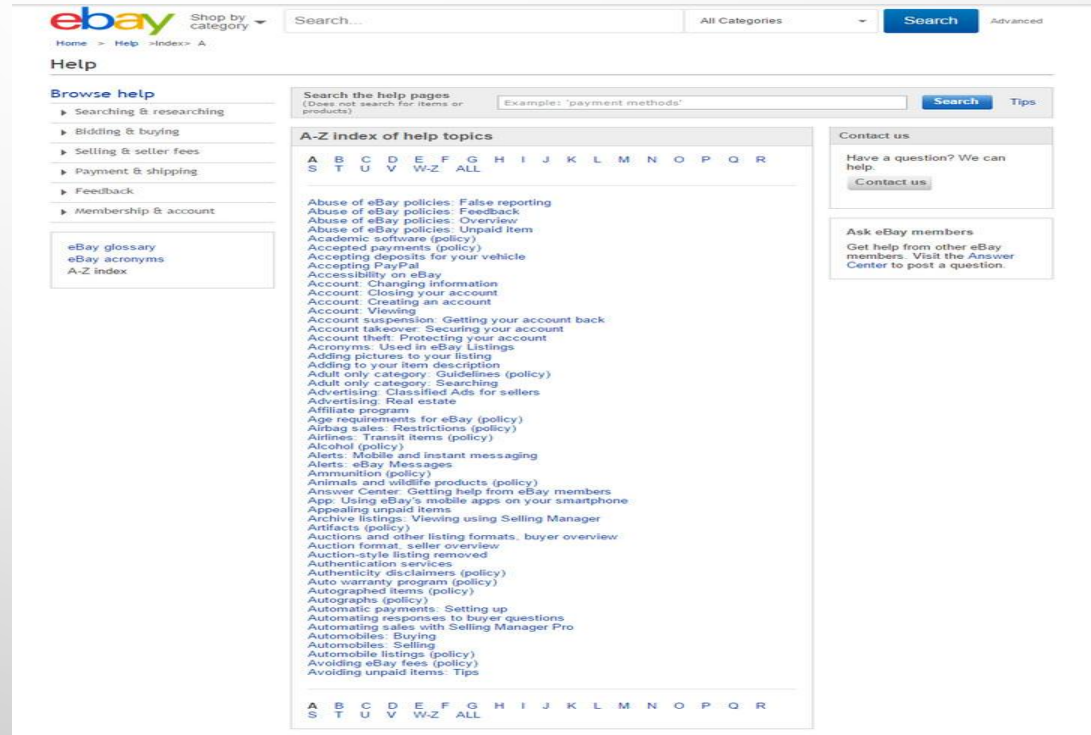 ebay
Shop by
category
Search...
All Categories
Search
Advanced
Home > Help >Index> A
Help
Browse help
Searching & researching
Bidding & buying
Selling & seller fees
Payment & shipping
Feedback
Membership & account
eBay glossary
eBay acronyms
A-Z index
Search the help pages
(Does not search for items or
products)
Example: 'payment methods'
Search
Tips
A-Z index of help topics
A B C D E F G H I J K L M N O P Q R
S T U V W-Z ALL
Abuse of eBay policies: False reporting
Abuse of eBay policies: Feedback
Abuse of eBay policies: Overview
Abuse of eBay policies: Unpaid Item
Academic software (policy)
Accepted payments (policy)
Accepting deposits for your vehicle
Accepting PayPal
Accessibility on eBay
Account: Changing information
Account: Closing your account
Account: Creating an account
Account: Viewing
Account suspension: Getting your account back
Account takeover: Securing your account
Account theft: Protecting your account
Acronyms: Used in eBay Listings
Adding pictures to your listing
Adding to your item description
Adult only category: Guidelines (policy)
Adult only category: Searching
Advertising: Classified Ads for sellers
Advertising: Real estate
Affiliate program
Age requirements for eBay (policy)
Airbag sales: Restrictions (policy)
Airlines: Transit items (policy)
Alcohol (policy)
Alerts: Mobile and instant messaging
Alerts: eBay Messages
Ammunition (policy)
Animals and wildlife products (policy)
Answer Center: Getting help from eBay members
App: Using eBay's mobile apps on your smartphone
Appealing unpaid items
Archive listings: Viewing using Selling Manager
Artifacts (policy)
Auctions and other listing formats, buyer overview
Auction format, seller overview
Auction-style listing removed
Authentication services
Authenticity disclaimers (policy)
Auto warranty program (policy)
Autographed items (policy)
Autographs (policy)
Automatic payments: Setting up
Automating responses to buyer questions
Automating sales with Selling Manager Pro
Automobiles: Buying
Automobiles: Selling
Automobile listings (policy)
Avoiding eBay fees (policy)
Avoiding unpaid items: Tips
A B C D E F G H I J K L M N O P Q R
S T U V W-Z ALL
Contact us
Have a question? We can
help.
Contact us
Ask eBay members
Get help from other eBay
members. Visit the Answer
Center to post a question.